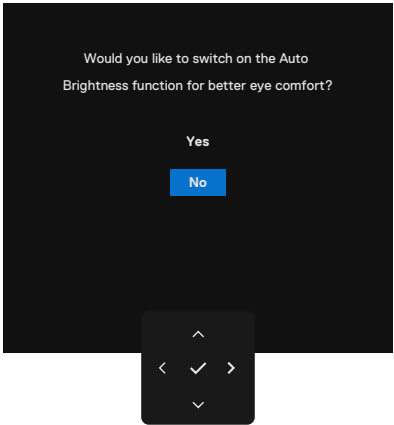 Would you like to switch on the Auto
Brightness function for better eye comfort?
Yes
No